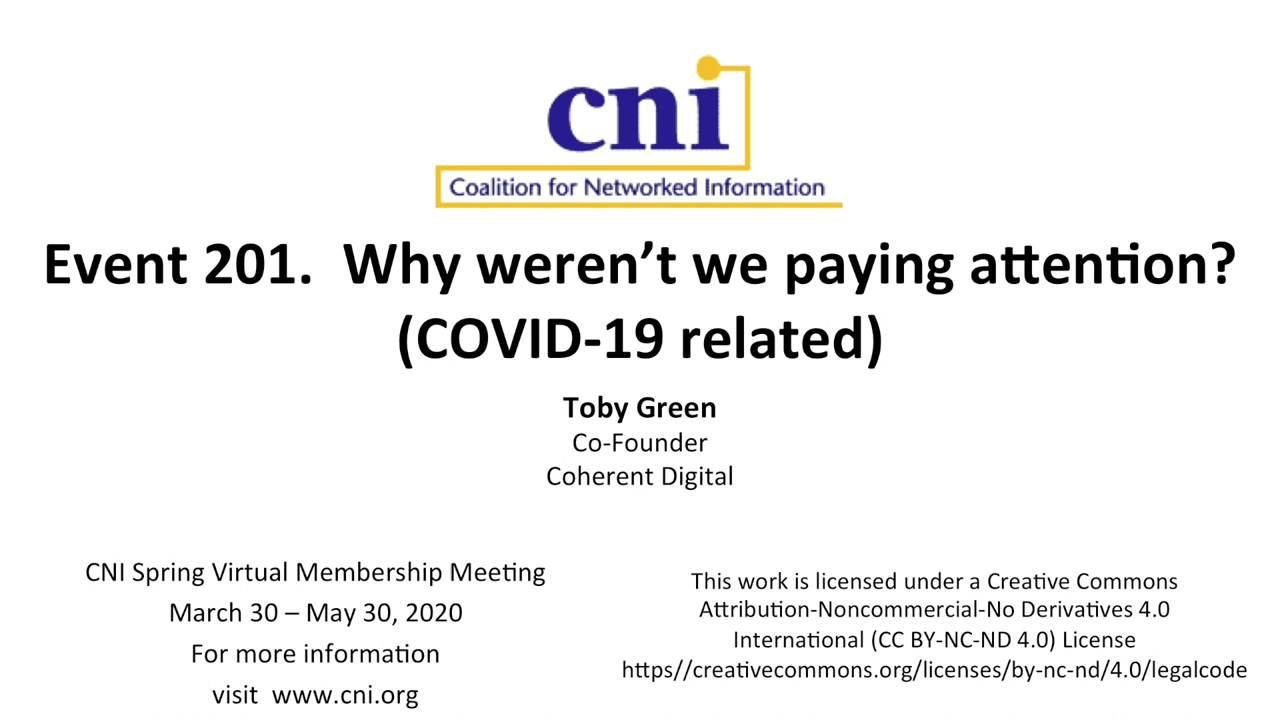 cni
Coalition for Networked Information
Event 201.  Why weren’t we paying attention?
(COVID-19 related)
Toby Green
Co-Founder
Coherent Digital
CNI Spring Virtual Membership Meeting
March 30 – May 30, 2020
For more information
visit  www.cni.org
This work is licensed under a Creative Commons
Attribution-Noncommercial-No Derivatives 4.0
International (CC BY-NC-ND 4.0) License
https//creativecommons.org/licenses/by-nc-nd/4.0/legalcode